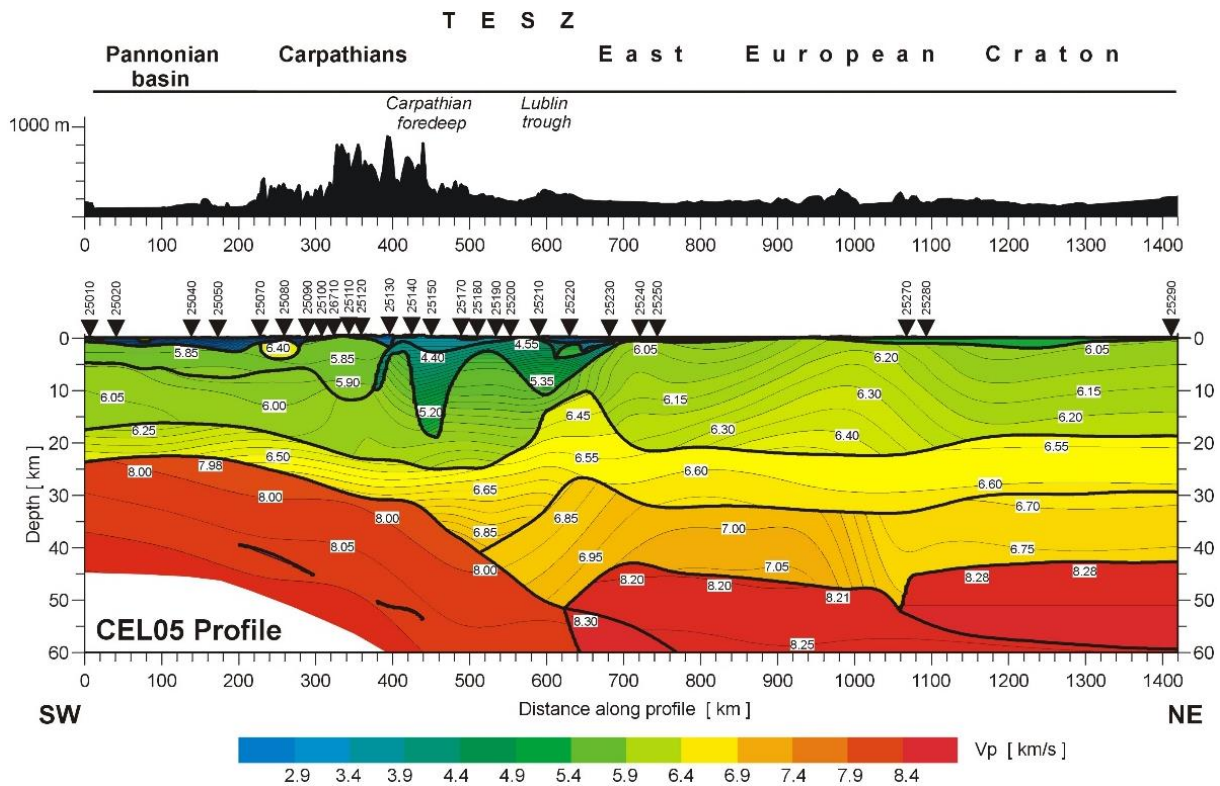 T E S Z
Pannonian basin Carpathians East European Craton
Carpathian foredeep Lublin trough
1000 m
0 100 200 300 400 500 600 700 800 900 1000 1100 1200 1300 1400
25010 25020 25040 25050 25070 25080 25090 25100 26710 25110 25120 25130 25140 25150 25170 25180 25190 25200 25210 25220 25230 25240 25250 25270 25280 25290
0 5.85 6.40 5.85 4.40 4.55 6.05 6.20 6.05 0
10 6.05 6.00 5.90 5.20 5.35 6.45 6.15 6.30 6.15 10
20 6.25 6.50 6.55 6.30 6.40 6.20 6.55 20
30 8.00 7.98 8.00 8.00 6.65 6.85 6.60 6.60 6.70 30
40 8.05 6.85 8.00 6.95 7.00 7.05 6.75 40
50 8.30 8.20 8.20 8.21 8.28 8.28 50
60 8.25 60
Depth [ km ]
CEL05 Profile
0 100 200 300 400 500 600 700 800 900 1000 1100 1200 1300 1400
SW Distance along profile [ km ] NE
Vp [ km/s ]
2.9 3.4 3.9 4.4 4.9 5.4 5.9 6.4 6.9 7.4 7.9 8.4